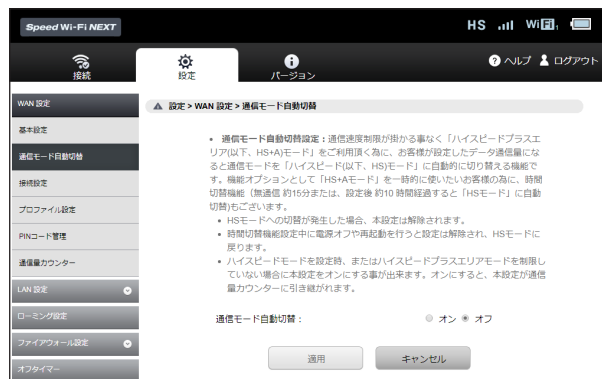 Speed Wi-Fi NEXT
HS WiFi
接続
設定
バージョン
ヘルプ ログアウト
WAN 設定
基本設定
通信モード自動切替
接続設定
プロファイル設定
PINコード管理
通信量カウンター
LAN 設定
ローミング設定
ファイアウォール設定
オフタイマー
設定 > WAN 設定 > 通信モード自動切替
• 通信モード自動切替設定：通信速度制限が掛かる事なく「ハイスピードプラスエ
リア(以下、HS+A)モード」をご利用頂く為に、お客様が設定したデータ通信量にな
ると通信モードを「ハイスピード(以下、HS)モード」に自動的に切り替える機能で
す。機能オプションとして「HS+Aモード」を一時的に使いたいお客様の為に、時間
切替機能（無通信 約15分または、設定後 約10 時間経過すると「HSモード」に自動
切替)もございます。
• HSモードへの切替が発生した場合、本設定は解除されます。
• 時間切替機能設定中に電源オフや再起動を行うと設定は解除され、HSモードに
戻ります。
• ハイスピードモードを設定時、またはハイスピードプラスエリアモードを制限し
ていない場合に本設定をオンにする事が出来ます。オンにすると、本設定が通信
量カウンターに引き継がれます。
通信モード自動切替： オン オフ
適用 キャンセル